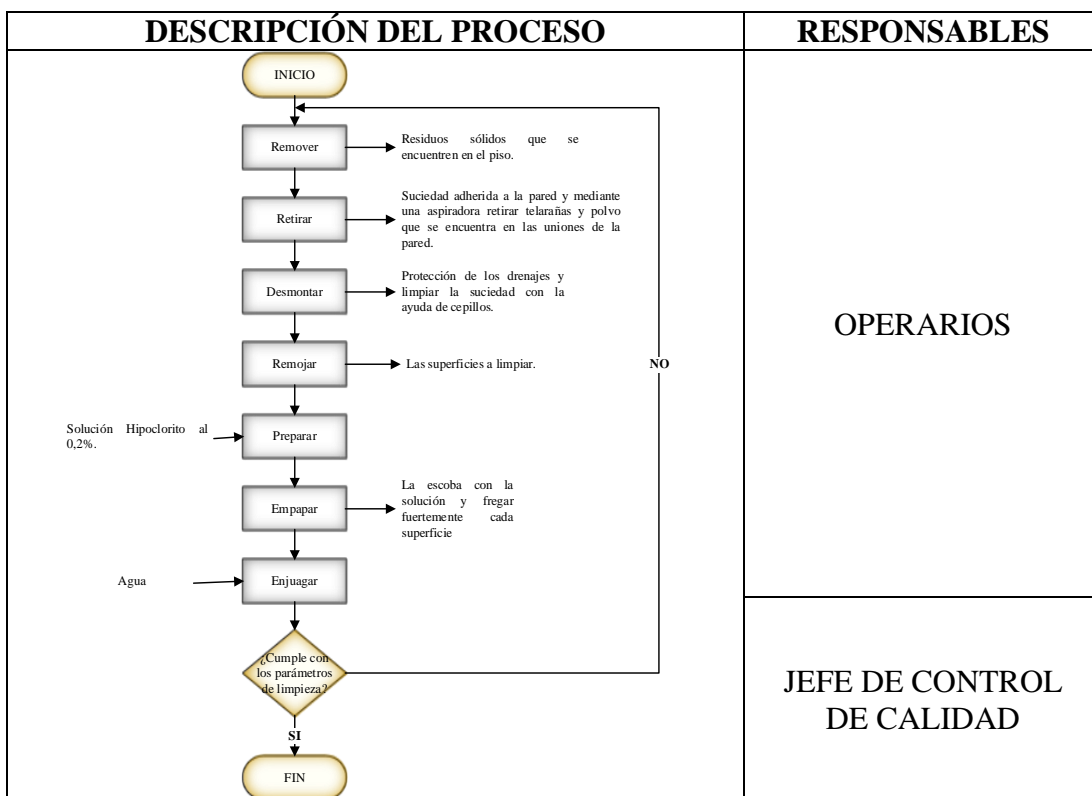 DESCRIPCIÓN DEL PROCESO
RESPONSABLES
INICIO
Remover
Residuos sólidos que se
encuentren en el piso.
Retirar
Suciedad adherida a la pared y mediante
una aspiradora retirar telarañas y polvo
que se encuentra en las uniones de la
pared.
Desmontar
Protección de los drenajes y
limpiar la suciedad con la
ayuda de cepillos.
Remojar
Las superficies a limpiar.
NO
Solución Hipoclorito al
0,2%.
Preparar
Empapar
La escoba con la
solución y fregar
fuertemente cada
superficie
Agua
Enjuagar
¿Cumple con
los parámetros
de limpieza?
SI
FIN
OPERARIOS
JEFE DE CONTROL
DE CALIDAD